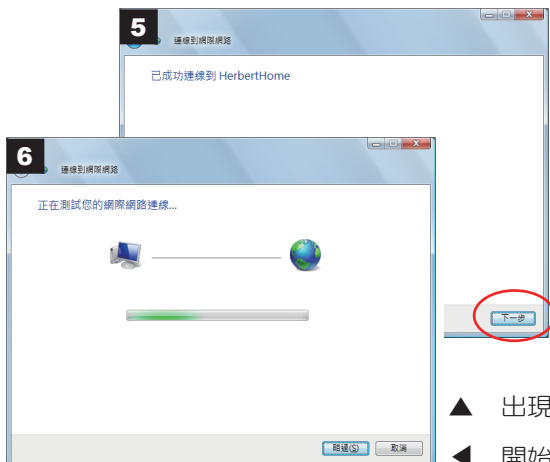 5
連線到網際網路
已成功連線到 HerbertHome
下一步
6
連線到網際網路
正在測試您的網際網路連線...
略過(S)
取消
▲ 出現
◀ 開始